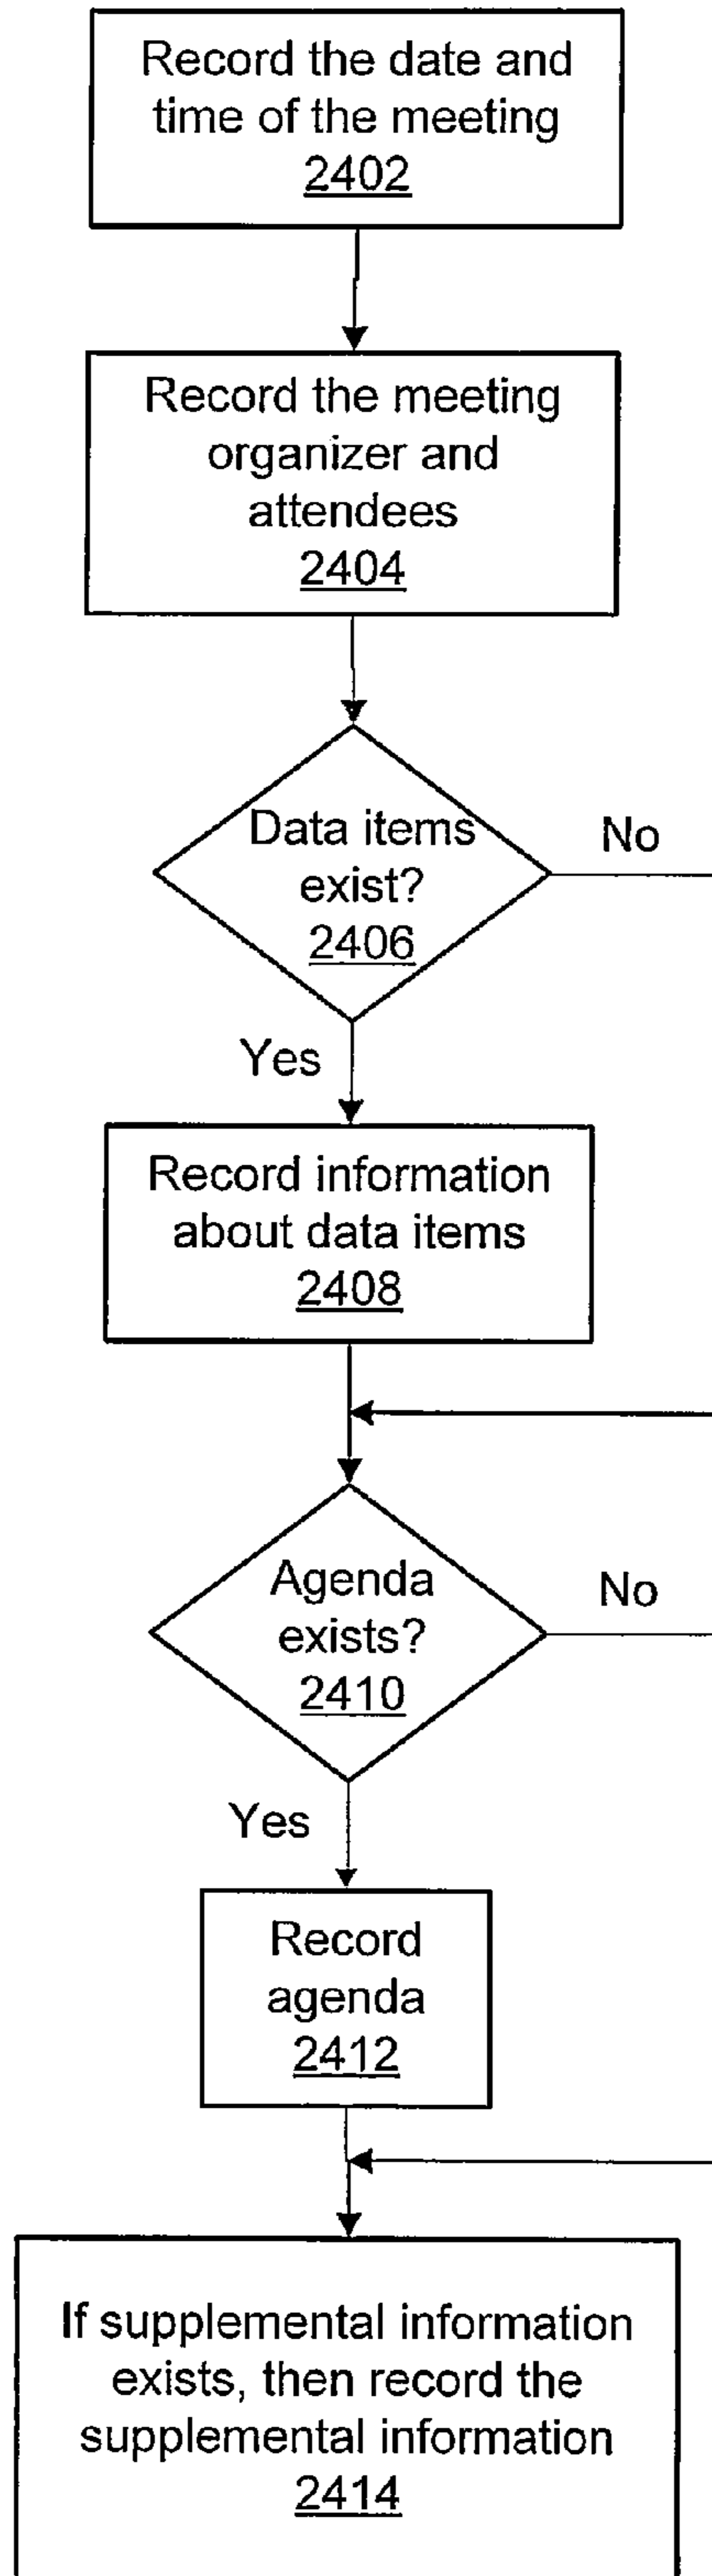 Record the date and
time of the meeting
2402
Record the meeting
organizer and
attendees
2404
Data items
exist?
2406
No
Yes
Record information
about data items
2408
Agenda
exists?
2410
No
Yes
Record
agenda
2412
If supplemental information
exists, then record the
supplemental information
2414